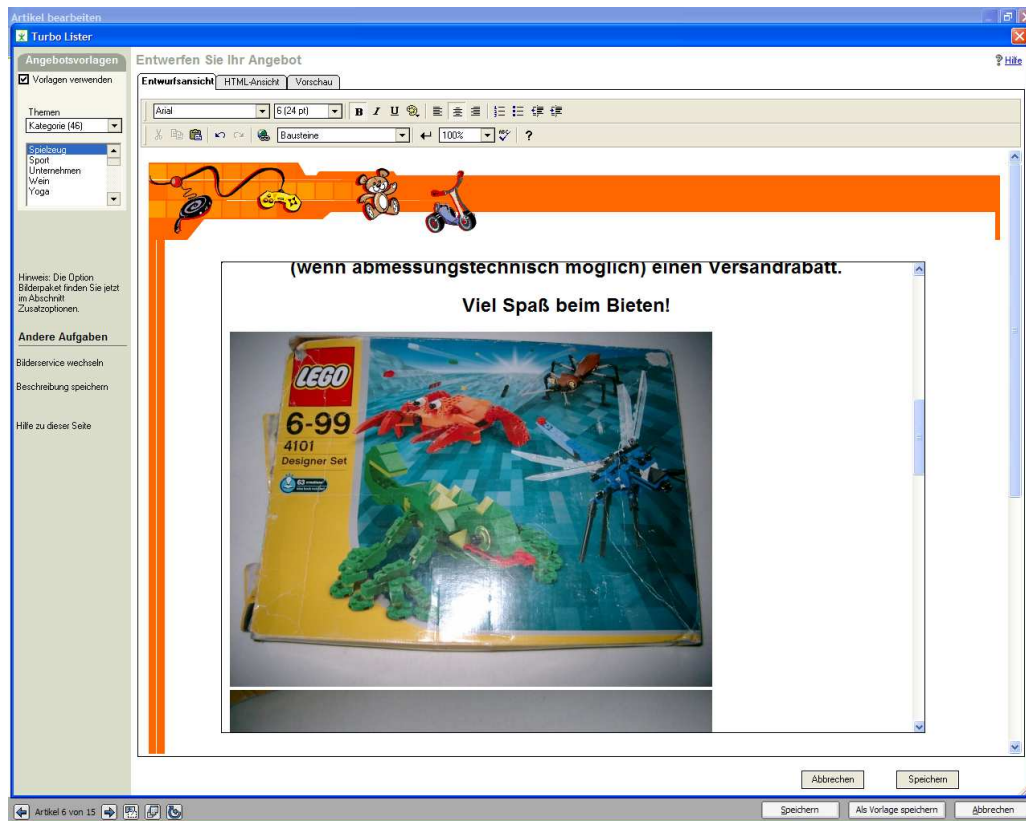 Artikel bearbeiten
Turbo Lister
Angebotsvorlagen
Vorlagen verwenden
Themen
Kategorie (46)
Spielzeug
Sport
Unternehmen
Wein
Yoga
Hinweis: Die Option
Bilderpaket finden Sie jetzt
im Abschnitt
Zusatzoptionen.
Andere Aufgaben
Bilderservice wechseln
Beschreibung speichern
Hilfe zu dieser Seite
Entwerfen Sie Ihr Angebot
? Hilfe
Entwurfsansicht HTML-Ansicht Vorschau
Arial 6 (24 pt) B I U
Bausteine 100% ABC ?
(wenn abmessungstechnisch möglich) einen Versandrabatt.
Viel Spaß beim Bieten!
LEGO
6-99
4101
Designer Set
63 creations
Abbrechen Speichern
Artikel 6 von 15
Speichern Als Vorlage speichern Abbrechen